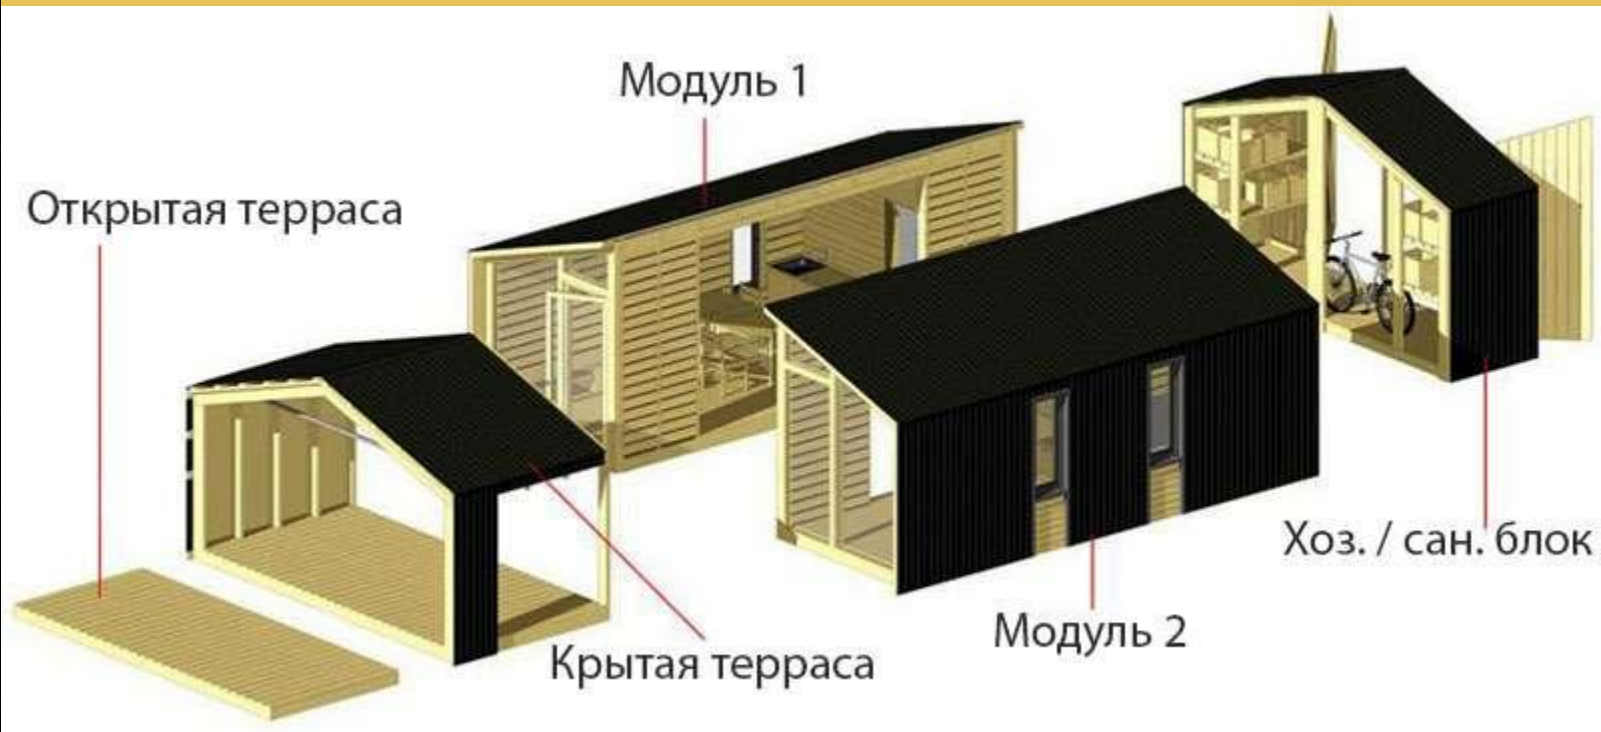 Модуль 1
Открытая терраса
Хоз. / сан. блок
Модуль 2
Крытая терраса